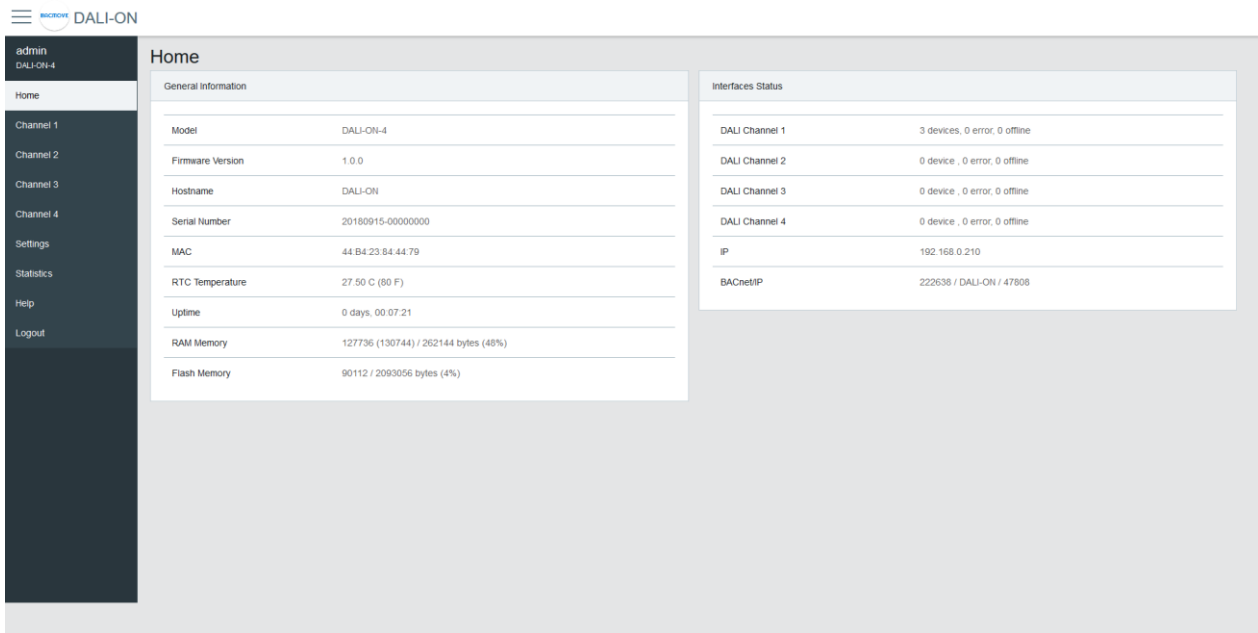 BACMOVE DALI-ON
admin
DALI-ON-4
Home
Channel 1
Channel 2
Channel 3
Channel 4
Settings
Statistics
Help
Logout
Home
General Information
Model DALI-ON-4
Firmware Version 1.0.0
Hostname DALI-ON
Serial Number 20180915-00000000
MAC 44:B4:23:84:44:79
RTC Temperature 27.50 C (80 F)
Uptime 0 days, 00:07:21
RAM Memory 127736 (130744) / 262144 bytes (48%)
Flash Memory 90112 / 2093056 bytes (4%)
Interfaces Status
DALI Channel 1 3 devices, 0 error, 0 offline
DALI Channel 2 0 device , 0 error, 0 offline
DALI Channel 3 0 device , 0 error, 0 offline
DALI Channel 4 0 device , 0 error, 0 offline
IP 192.168.0.210
BACnet/IP 222638 / DALI-ON / 47808